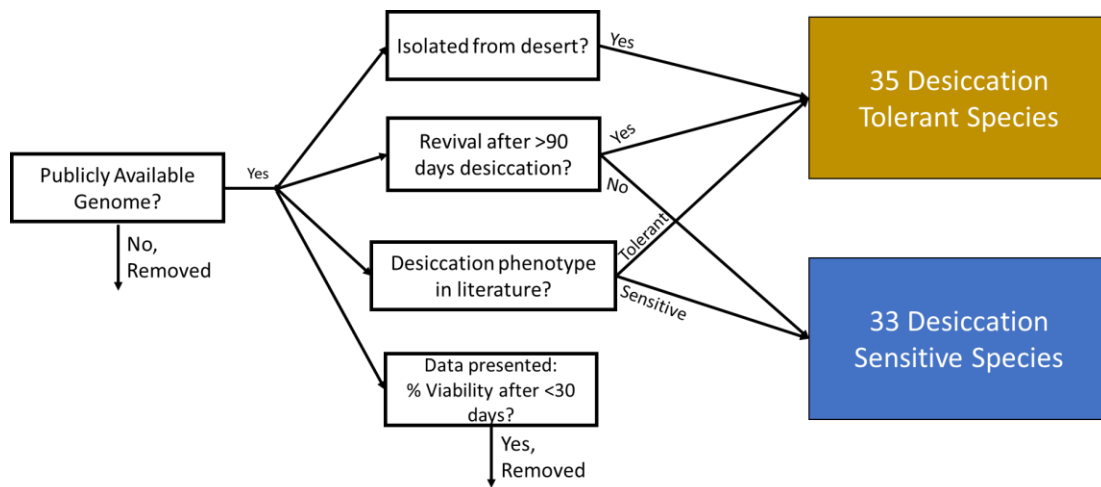 Publicly Available
Genome?
No,
Removed
Yes
Isolated from desert?
Yes
Revival after >90
days desiccation?
Yes
No
Desiccation phenotype
in literature?
Tolerant
Sensitive
Data presented:
% Viability after <30
days?
Yes,
Removed
35 Desiccation
Tolerant Species
33 Desiccation
Sensitive Species